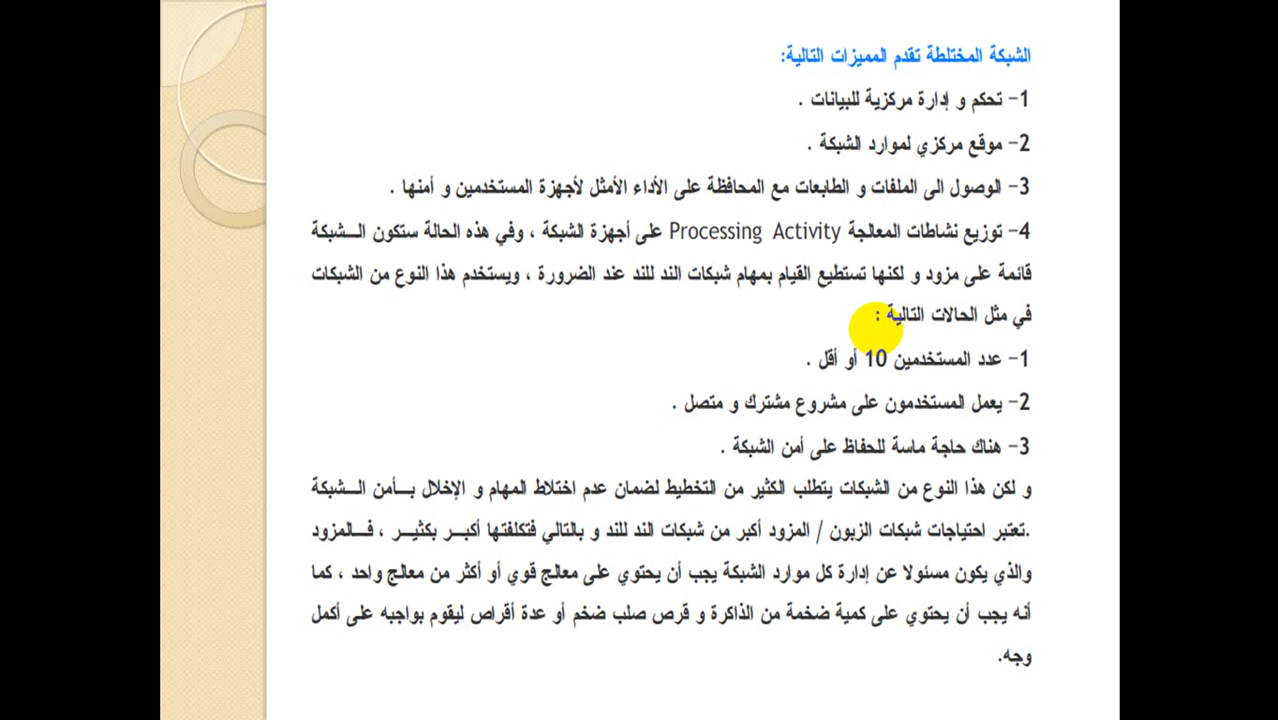 الشبكة المختلطة تقدم المميزات التالية:
1- تحكم و إدارة مركزية للبيانات .
2- موقع مركزي لموارد الشبكة .
3- الوصول الى الملفات و الطابعات مع المحافظة على الأداء الأمثل لأجهزة المستخدمين و أمنها .
4- توزيع نشاطات المعالجة Processing Activity على أجهزة الشبكة ، وفي هذه الحالة ستكون الـــشبكة
قائمة على مزود و لكنها تستطيع القيام بمهام شبكات الند للند عند الضرورة ، ويستخدم هذا النوع من الشبكات
في مثل الحالات التالية :
1- عدد المستخدمين 10 أو أقل .
2- يعمل المستخدمون على مشروع مشترك و متصل .
3- هناك حاجة ماسة للحفاظ على أمن الشبكة .
و لكن هذا النوع من الشبكات يتطلب الكثير من التخطيط لضمان عدم اختلاط المهام و الإخلال بـــأمن الـــشبكة
.تعتبر احتياجات شبكات الزبون / المزود أكبر من شبكات الند للند و بالتالي فتكلفتها أكبـــر بكثيـــر ، فـــالمزود
والذي يكون مسئولا عن إدارة كل موارد الشبكة يجب أن يحتوي على معالج قوي أو أكثر من معالج واحد ، كما
أنه يجب أن يحتوي على كمية ضخمة من الذاكرة و قرص صلب ضخم أو عدة أقراص ليقوم بواجبه على أكمل
وجه.